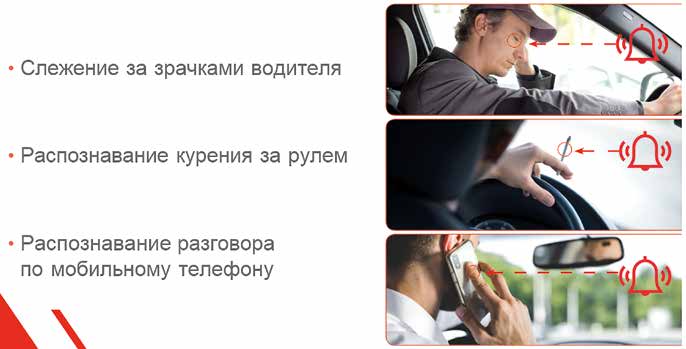 • Слежение за зрачками водителя
• Распознавание курения за рулем
• Распознавание разговора
по мобильному телефону